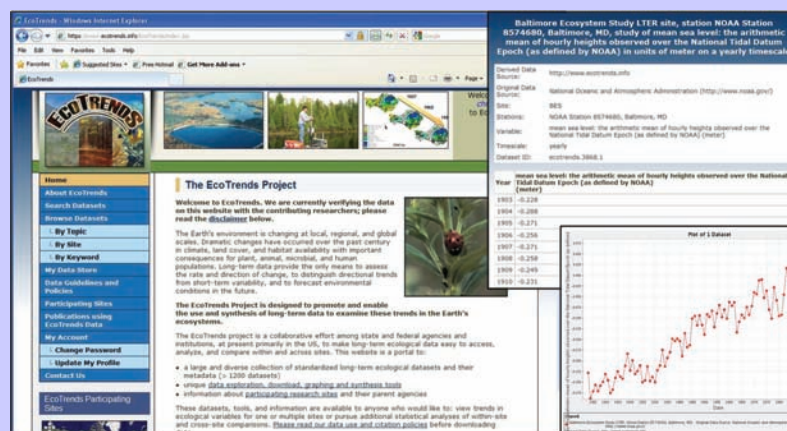 EcoTrends - Windows Internet Explorer
File Edit View Favorites Tools Help
Favorites Suggested Sites Free Hotmail Get More Add-ons
EcoTrends
Page
ECOTRENDS
Welco
to Ec
Home
About EcoTrends
Search Datasets
Browse Datasets
By Topic
By Site
By Keyword
My Data Store
Data Guidelines and
Policies
Participating Sites
Publications using
EcoTrends Data
My Account
Change Password
Update My Profile
Contact Us
EcoTrends Participating
Sites
The EcoTrends Project
Welcome to EcoTrends. We are currently verifying the data
on this website with the contributing researchers; please
read the disclaimer below.
The Earth's environment is changing at local, regional, and global
scales. Dramatic changes have occurred over the past century
in climate, land cover, and habitat availability with important
consequences for plant, animal, microbial, and human
populations. Long-term data provide the only means to assess
the rate and direction of change, to distinguish directional trends
from short-term variability, and to forecast environmental
conditions in the future.
The EcoTrends Project is designed to promote and enable
the use and synthesis of long-term data to examine these trends in the Earth's
ecosystems.
The EcoTrends project is a collaborative effort among state and federal agencies and
institutions, at present primarily in the US, to make long-term ecological data easy to access,
analyze, and compare within and across sites. This website is a portal to:
• a large and diverse collection of standardized long-term ecological datasets and their
metadata (> 1200 datasets)
• unique data exploration, download, graphing and synthesis tools
• information about participating research sites and their parent agencies
These datasets, tools, and information are available to anyone who would like to: view trends in
ecological variables for one or multiple sites or pursue additional statistical analyses of within-site
and cross-site comparisons. Please read our data use and citation policies before downloading
Baltimore Ecosystem Study LTER site, station NOAA Station
8574680, Baltimore, MD, study of mean sea level: the arithmetic
mean of hourly heights observed over the National Tidal Datum
Epoch (as defined by NOAA) in units of meter on a yearly timescale
Derived Data
Source: http://www.ecotrends.info
Original Data
Source: National Oceanic and Atmosphere Admonstration (http://www.noaa.gov/)
Site: BES
Stations: NOAA Station 8574680, Baltimore, MD
Variable: mean sea level: the arithmetic mean of hourly heights observed over the
National Tidal Datum Epoch (as defined by NOAA) (meter)
Timescale: yearly
Dataset ID: ecotrends.3868.1
Year mean sea level: the arithmetic mean of hourly heights observed over the National
Tidal Datum Epoch (as defined by NOAA)
(meter)
1903 -0.228
1904 -0.288
1905 -0.271
1906 -0.256
1907 -0.271
1908 -0.258
1909 -0.249
1910 -0.231
Plot of 1 Dataset
Date